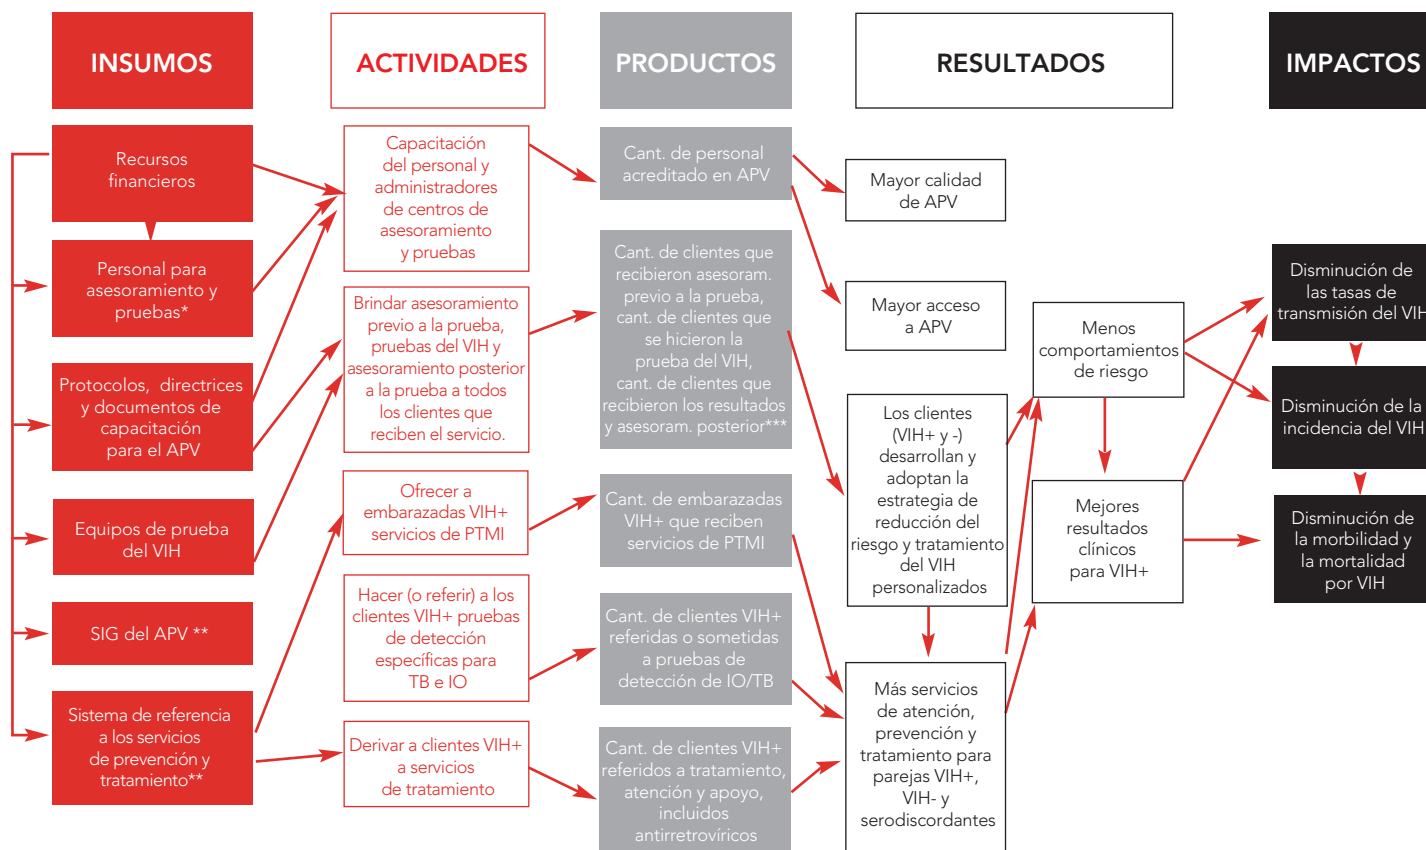 INSUMOS
ACTIVIDADES
PRODUCTOS
RESULTADOS
IMPACTOS
Recursos
financieros
Personal para
asesoramiento y
pruebas*
Protocolos, directrices
y documentos de
capacitación
para el APV
Equipos de prueba
del VIH
SIG del APV **
Sistema de referencia
a los servicios
de prevención y
tratamiento**
Capacitación
del personal y
administradores
de centros de
asesoramiento
y pruebas
Brindar asesoramiento
previo a la prueba,
pruebas del VIH y
asesoramiento posterior
a la prueba a todos
los clientes que
reciben el servicio.
Ofrecer a
embarazadas VIH+
servicios de PTMI
Hacer (o referir) a los
clientes VIH+ pruebas
de detección
específicas para
TB e IO
Derivar a clientes VIH+
a servicios
de tratamiento
Cant. de personal
acreditado en APV
Cant. de clientes que
recibieron asesoram.
previo a la prueba,
cant. de clientes que
se hicieron la
prueba del VIH,
cant. de clientes que
recibieron los resultados
y asesoram. posterior***
Cant. de embarazadas
VIH+ que reciben
servicios de PTMI
Cant. de clientes VIH+
referidas o sometidas
a pruebas de
detección de IO/TB
Cant. de clientes VIH+
referidos a tratamiento,
atención y apoyo,
incluidos
antirretrovíricos
Mayor calidad
de APV
Mayor acceso
a APV
Los clientes
(VIH+ y -)
desarrollan y
adoptan la
estrategia de
reducción del
riesgo y tratamiento
del VIH
personalizados
Más servicios
de atención,
prevención y
tratamiento para
parejas VIH+,
VIH- y
serodiscordantes
Menos
comportamientos
de riesgo
Mejores
resultados
clínicos
para VIH+
Disminución de
las tasas de
transmisión del VIH
Disminución de la
incidencia del VIH
Disminución de
la morbilidad y
la mortalidad
por VIH